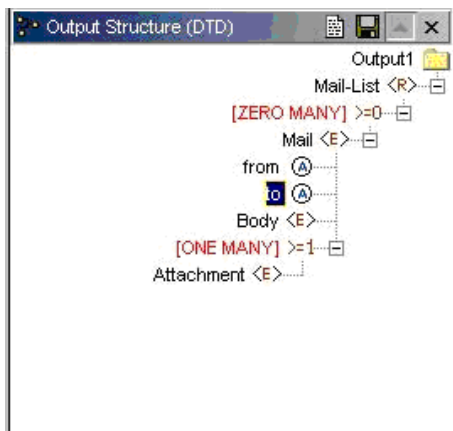 Output Structure (DTD)
Output1
Mail-List <R>
[ZERO MANY] >=0
Mail <E>
from A
to A
Body <E>
[ONE MANY] >=1
Attachment <E>